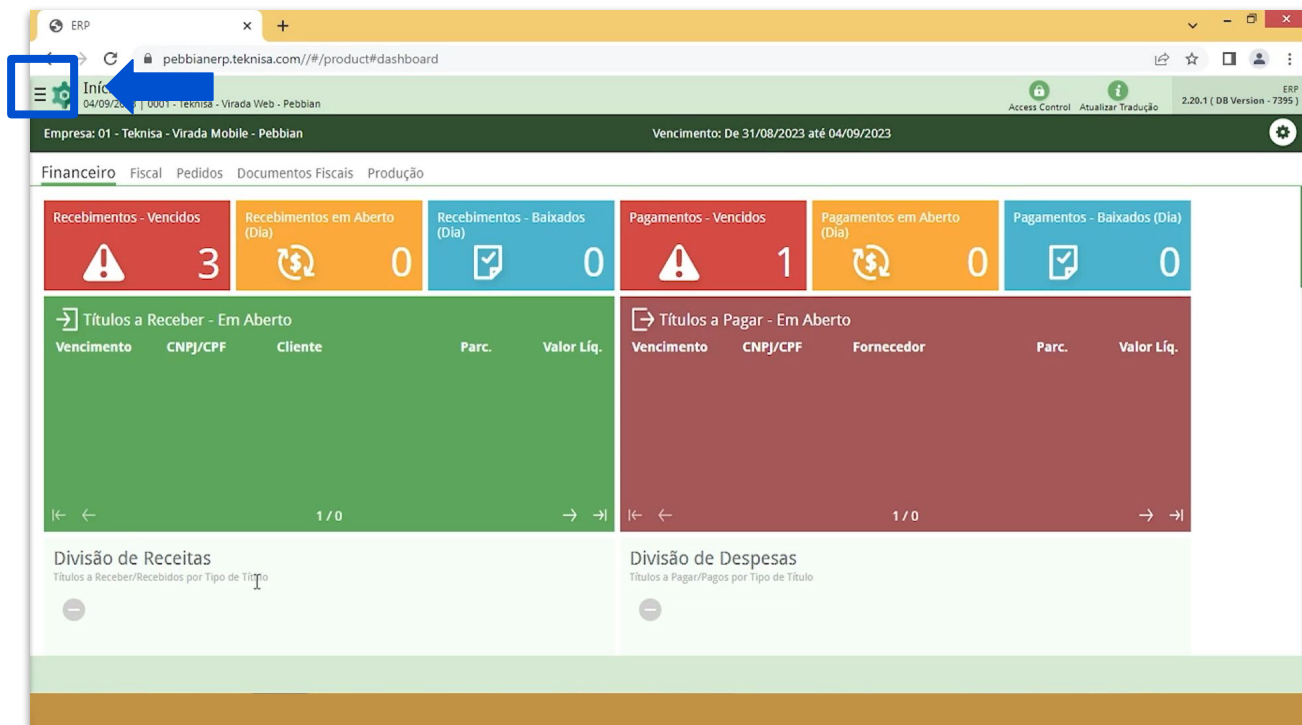 ERP
pebbianerp.teknisa.com//#/product#dashboard
04/09/ | 0001 - Teknisa - Virada Web - Pebbian
Access Control
Atualizar Tradução
ERP
2.20.1 ( DB Version - 7395 )
Empresa: 01 - Teknisa - Virada Mobile - Pebbian
Vencimento: De 31/08/2023 até 04/09/2023
Financeiro Fiscal Pedidos Documentos Fiscais Produção
Recebimentos - Vencidos
3
Recebimentos em Aberto
(Dia)
0
Recebimentos - Baixados
(Dia)
0
Pagamentos - Vencidos
1
Pagamentos em Aberto
(Dia)
0
Pagamentos - Baixados (Dia)
0
Títulos a Receber - Em Aberto
Vencimento CNPJ/CPF Cliente Parc. Valor Líq.
1 / 0
Títulos a Pagar - Em Aberto
Vencimento CNPJ/CPF Fornecedor Parc. Valor Líq.
1 / 0
Divisão de Receitas
Títulos a Receber/Recebidos por Tipo de Título
Divisão de Despesas
Títulos a Pagar/Pagos por Tipo de Título